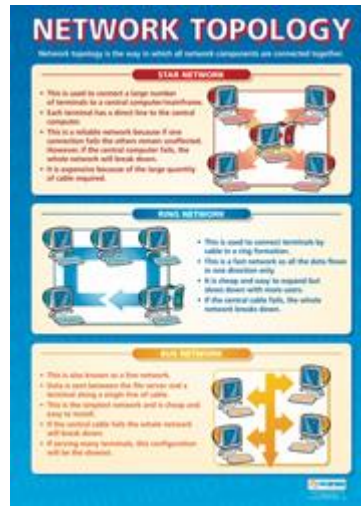 NETWORK TOPOLOGY
Network topology is the way in which all network components are connected together.
STAR NETWORK
• This is used to connect a large number
of terminals to a central computer/mainframe.
• Each terminal has a direct line to the central
computer.
• This is a reliable network because if one
connection fails the others remain unaffected.
However, if the central computer fails, the
whole network will break down.
• It is expensive because of the large quantity
of cable required.
RING NETWORK
• This is used to connect terminals by
cable in a ring formation.
• This is a fast network as all the data flows
in one direction only.
• It is cheap and easy to expand but
slows down with more users.
• If the central cable fails, the whole
network breaks down.
BUS NETWORK
• This is also known as a line network.
• Data is sent between the file server and a
terminal along a single line of cable.
• This is the simplest network and is cheap and
easy to install.
• If the central cable fails the whole network
will break down.
• If serving many terminals, this configuration
will be the slowest.